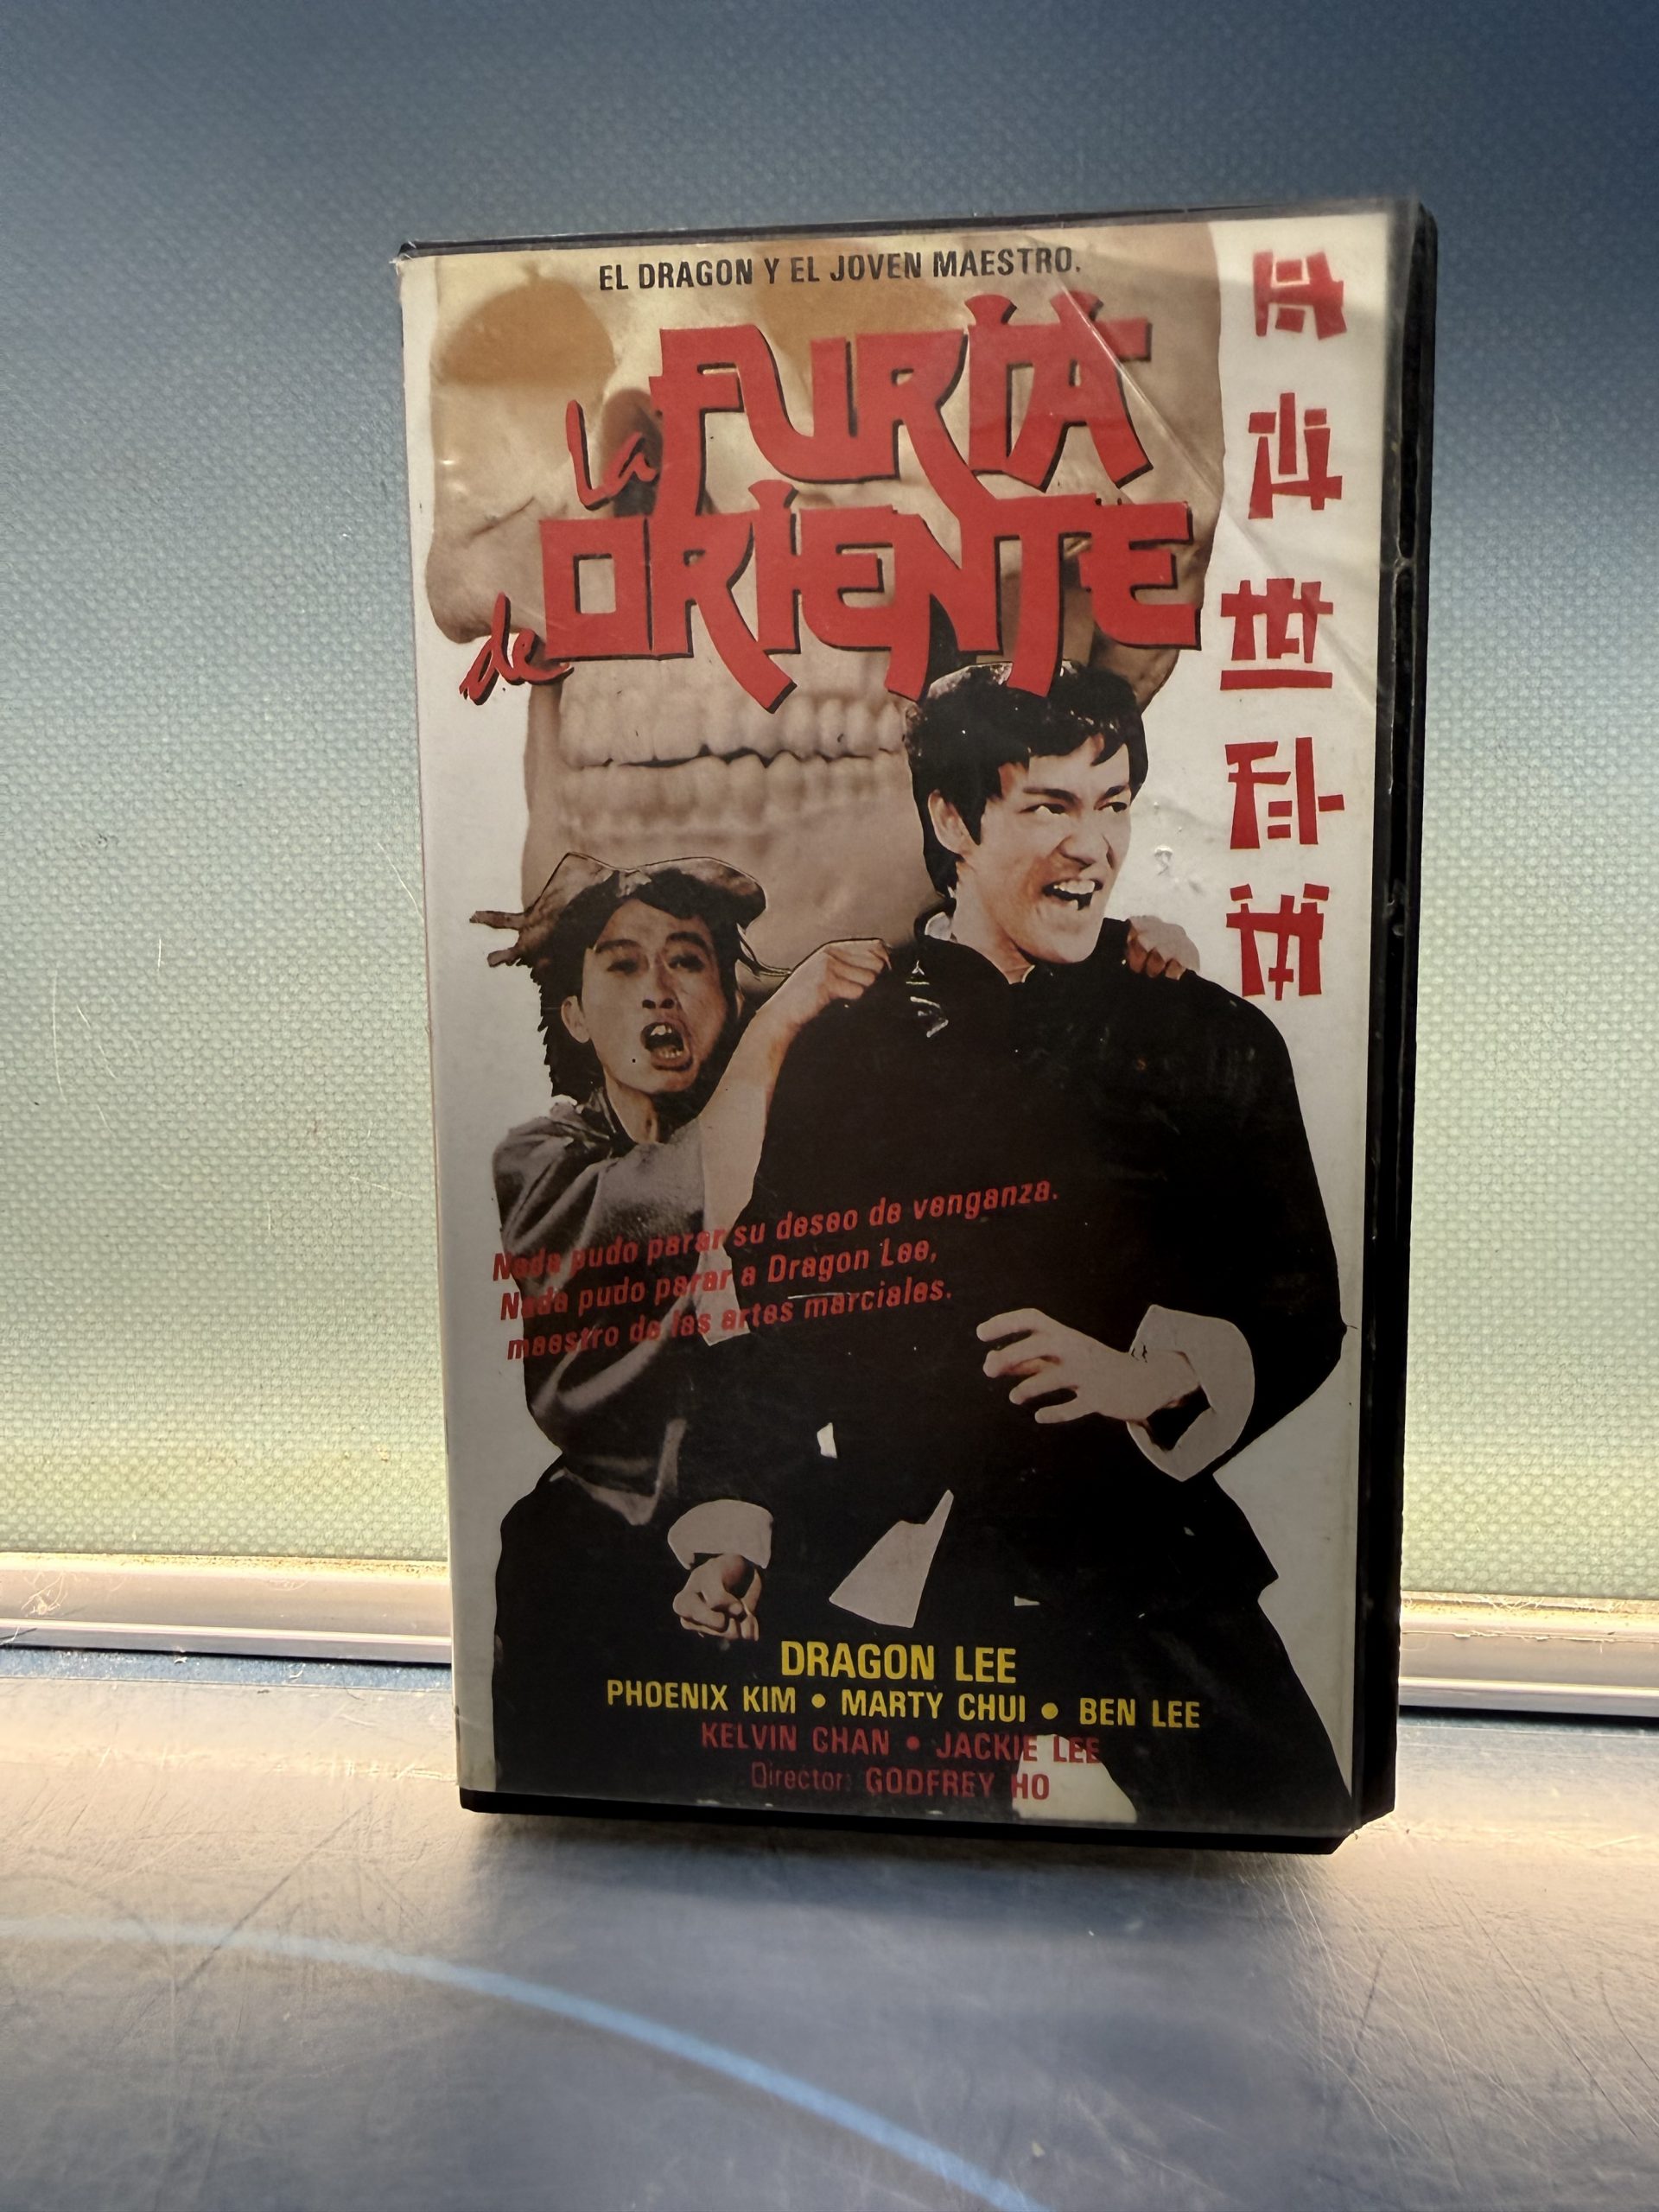 EL DRAGON Y EL JOVEN MAESTRO.
La FURIA
de ORIENTE
Nada pudo parar su deseo de venganza.
Nada pudo parar a Dragon Lee,
maestro de las artes marciales.
DRAGON LEE
PHOENIX KIM • MARTY CHUI • BEN LEE
KELVIN CHAN • JACKIE LEE
Director: GODFREY HO